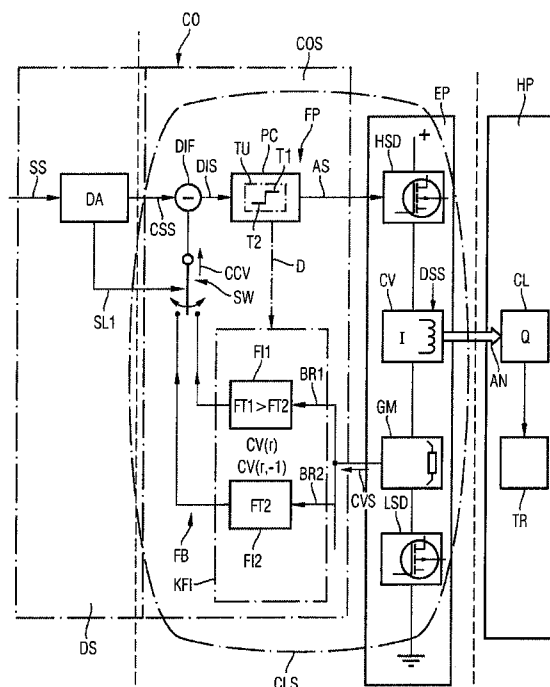 CO
COS
EP
HP
FP
PC
TU
T1
DIF
DIS
AS
HSD
+
SS
DA
CSS
−
T2
CCV
SW
D
CV
DSS
CL
I
Q
AN
SL1
FI1
BR1
FT1>FT2
CV(r)
CV(r,-1)
GM
BR2
CVS
FT2
LSD
TR
FB
FI2
KFI
DS
CLS